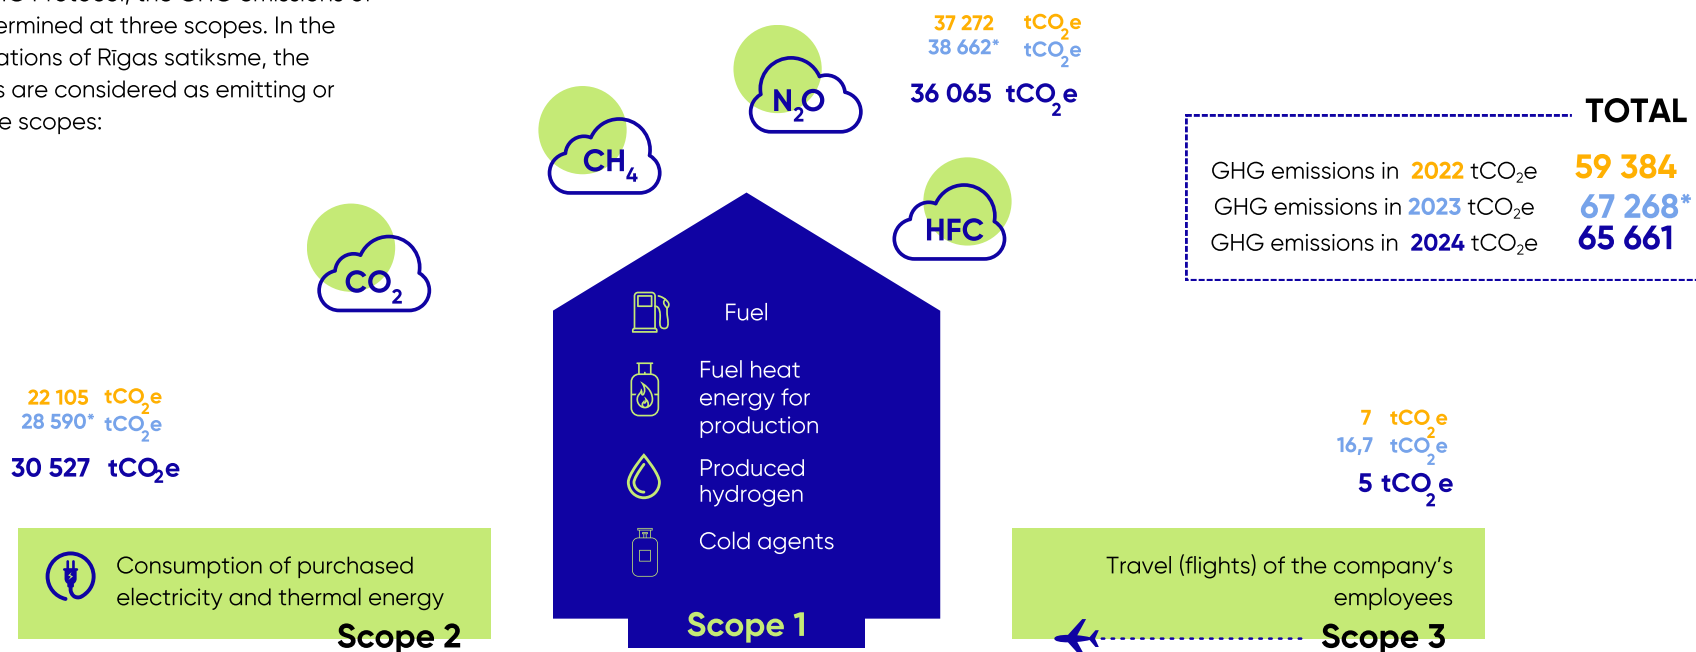 ermined at three scopes. In the
ations of Rīgas satiksme, the
s are considered as emitting or
e scopes:
37 272 tCO2e
38 662* tCO2e
36 065 tCO2e
N2O
CH4
HFC
CO2
TOTAL
GHG emissions in 2022 tCO2e 59 384
GHG emissions in 2023 tCO2e 67 268*
GHG emissions in 2024 tCO2e 65 661
Fuel
Fuel heat
energy for
production
Produced
hydrogen
Cold agents
Scope 1
22 105 tCO2e
28 590* tCO2e
30 527 tCO2e
Consumption of purchased
electricity and thermal energy
Scope 2
7 tCO2e
16,7 tCO2e
5 tCO2e
Travel (flights) of the company’s
employees
Scope 3